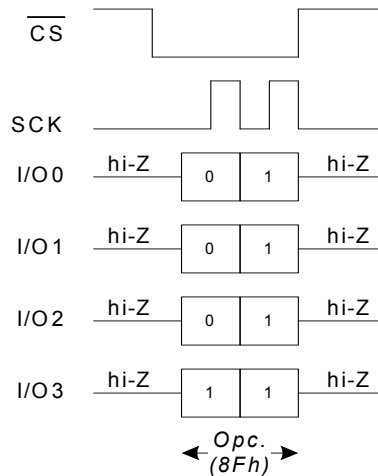 CS
SCK
hi-Z hi-Z
I/O0 0 1
hi-Z hi-Z
I/O1 0 1
hi-Z hi-Z
I/O2 0 1
hi-Z hi-Z
I/O3 1 1
Opc.
(8Fh)